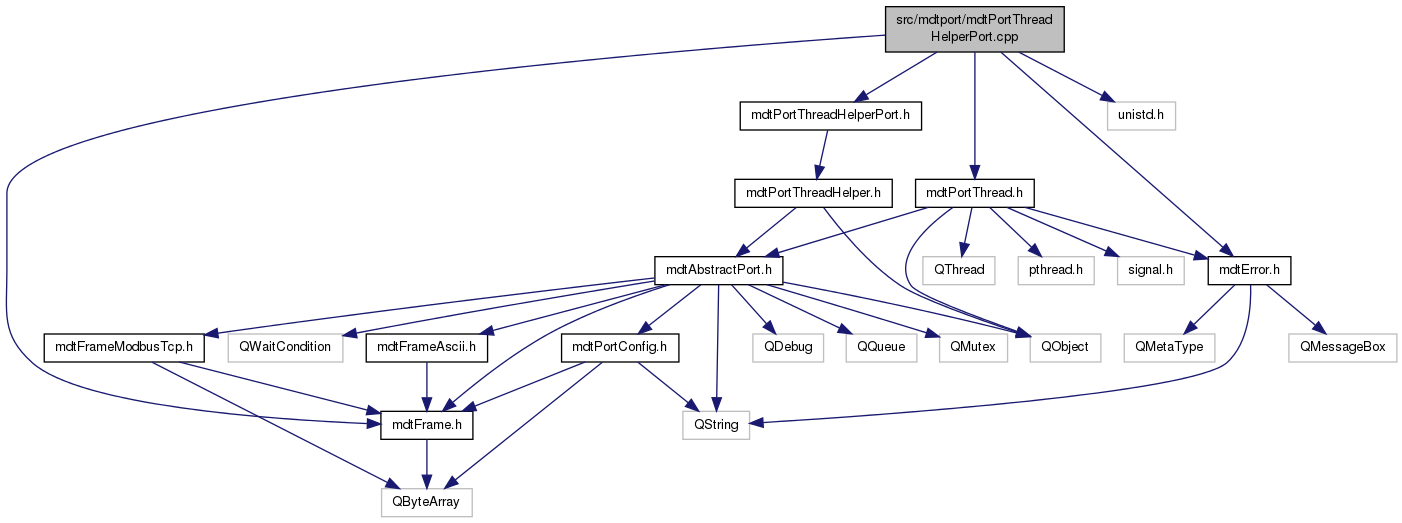 src/mdtport/mdtPortThread
HelperPort.cpp
mdtPortThreadHelperPort.h
unistd.h
mdtPortThreadHelper.h
mdtPortThread.h
mdtAbstractPort.h
QThread
pthread.h
signal.h
mdtError.h
mdtFrameModbusTcp.h
QWaitCondition
mdtFrameAscii.h
mdtPortConfig.h
QDebug
QQueue
QMutex
QObject
QMetaType
QMessageBox
mdtFrame.h
QString
QByteArray